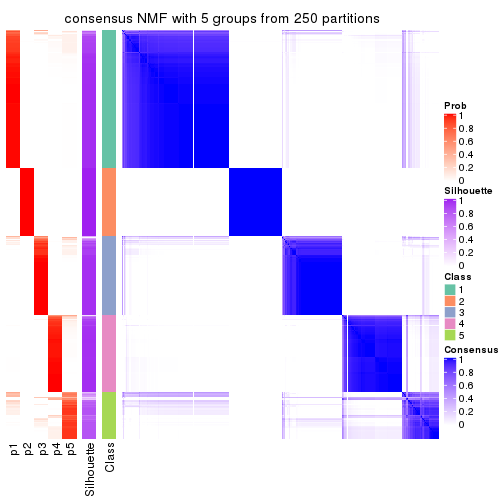 consensus NMF with 5 groups from 250 partitions
Prob
1
0.8
0.6
0.4
0.2
0
Silhouette
1
0.8
0.6
0.4
0.2
0
Class
1
2
3
4
5
Consensus
1
0.8
0.6
0.4
0.2
0
p1
p2
p3
p4
p5
Silhouette
Class